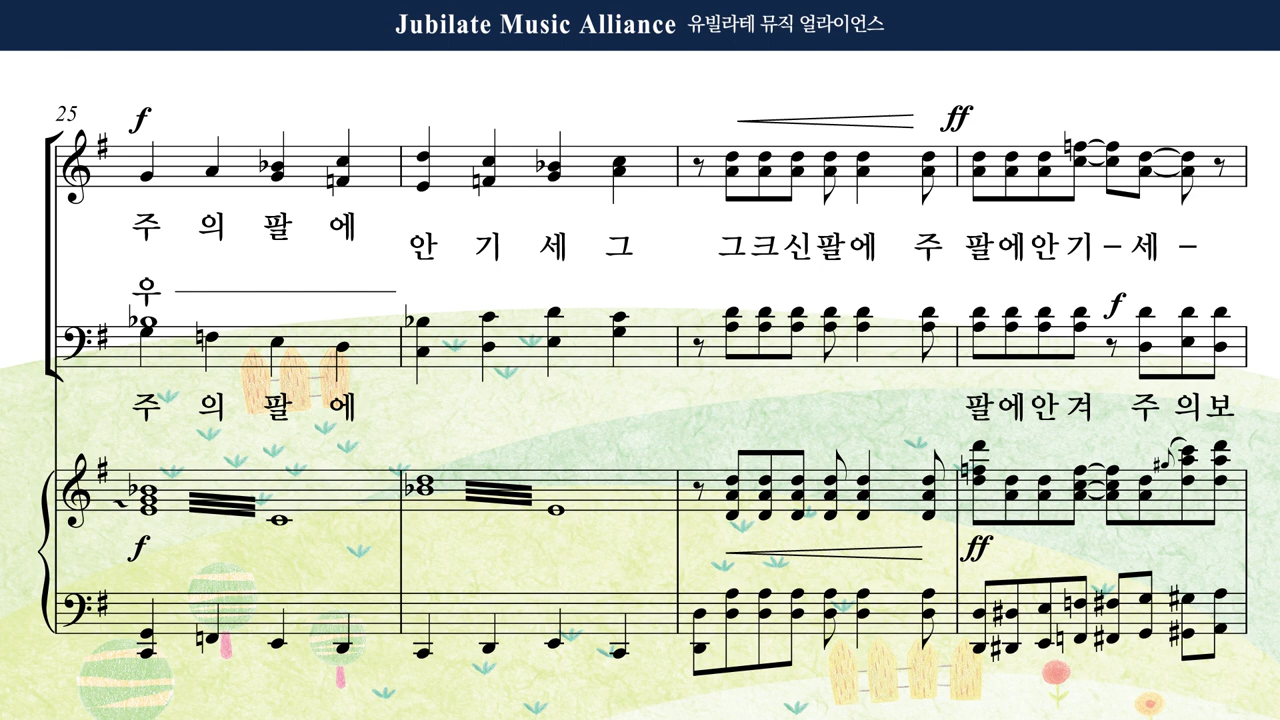 Jubilate Music Alliance 유빌라테 뮤직 얼라이언스
25
f
ff
주 의 팔 에
안 기 세 그 그크신팔에 주 팔에안기-세-
우
f
주 의 팔 에 팔에안겨 주 의보
f
ff